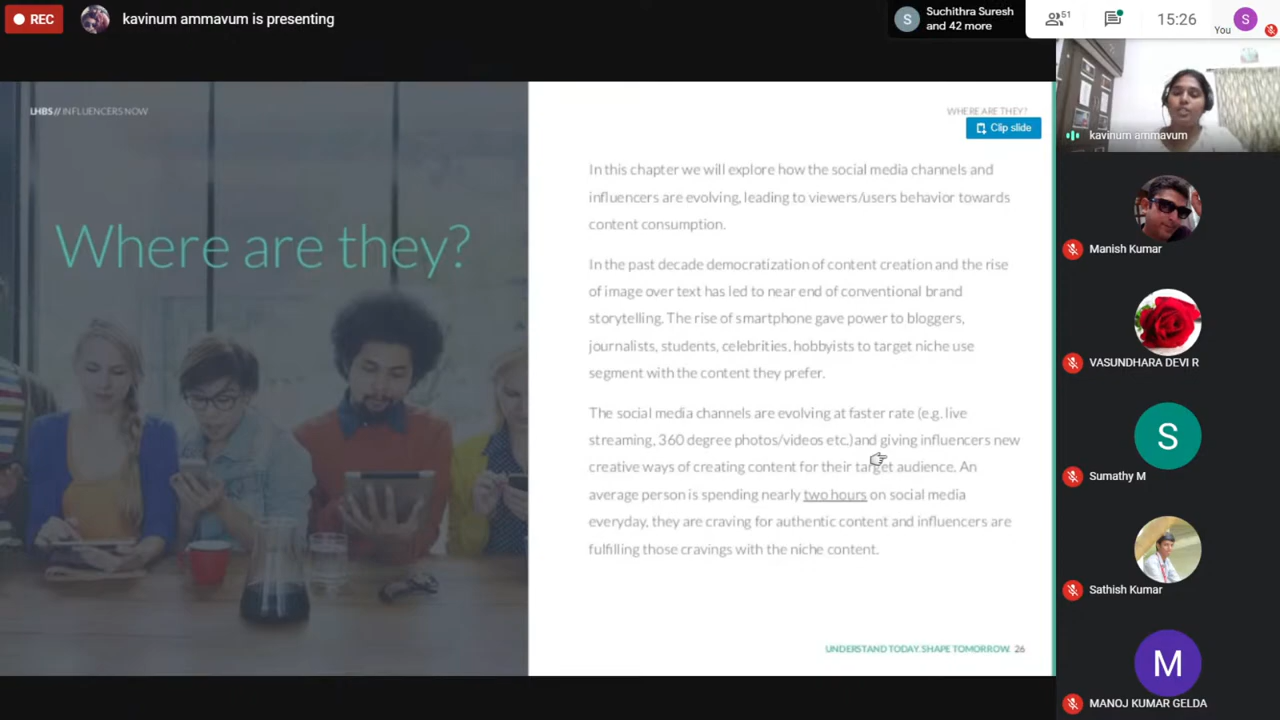 REC
kavinum ammavum is presenting
S
Suchithra Suresh
and 42 more
51
15:26
You
S
LHBS// INFLUENCERS NOW
WHERE ARE THEY?
Clip slide
Where are they?
In this chapter we will explore how the social media channels and
influencers are evolving, leading to viewers/users behavior towards
content consumption.
In the past decade democratization of content creation and the rise
of image over text has led to near end of conventional brand
storytelling. The rise of smartphone gave power to bloggers,
journalists, students, celebrities, hobbyists to target niche use
segment with the content they prefer.
The social media channels are evolving at faster rate (e.g. live
streaming, 360 degree photos/videos etc.)and giving influencers new
creative ways of creating content for their target audience. An
average person is spending nearly two hours on social media
everyday, they are craving for authentic content and influencers are
fulfilling those cravings with the niche content.
UNDERSTAND TODAY. SHAPE TOMORROW. 26
kavinum ammavum
Manish Kumar
VASUNDHARA DEVI R
S
Sumathy M
Sathish Kumar
M
MANOJ KUMAR GELDA